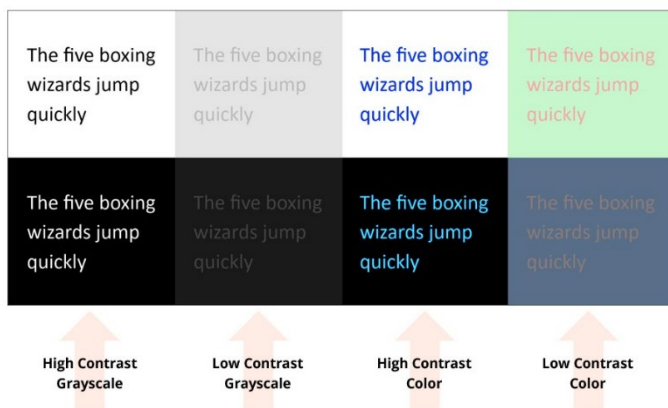 The five boxing
wizards jump
quickly
The five boxing
wizards jump
quickly
The five boxing
wizards jump
quickly
The five boxing
wizards jump
quickly
The five boxing
wizards jump
quickly
The five boxing
wizards jump
quickly
The five boxing
wizards jump
quickly
The five boxing
wizards jump
quickly
High Contrast
Grayscale
Low Contrast
Grayscale
High Contrast
Color
Low Contrast
Color